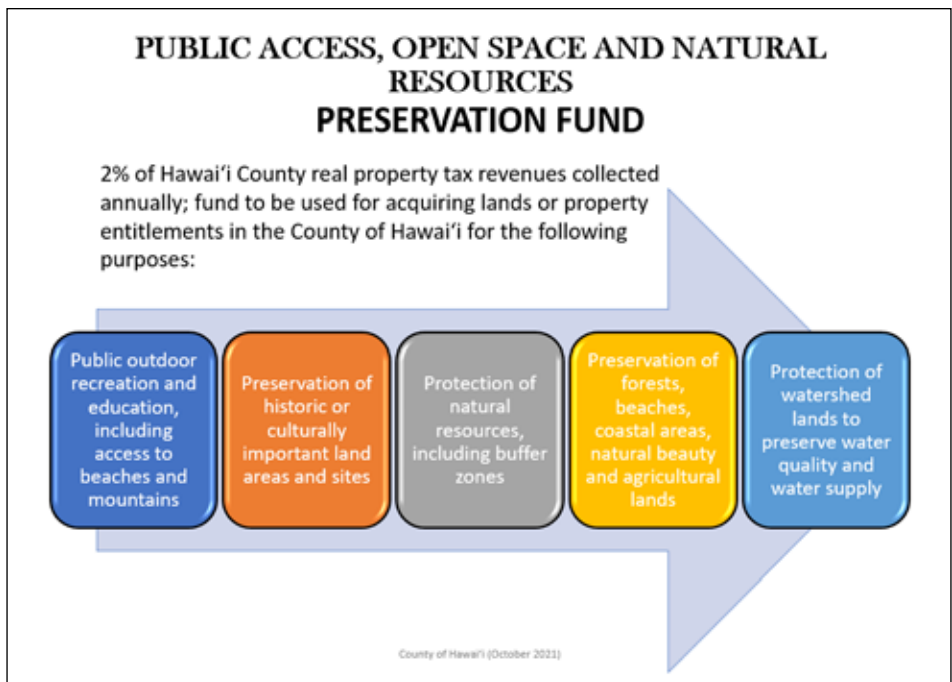 PUBLIC ACCESS, OPEN SPACE AND NATURAL
RESOURCES
PRESERVATION FUND
2% of Hawaiʻi County real property tax revenues collected
annually; fund to be used for acquiring lands or property
entitlements in the County of Hawaiʻi for the following
purposes:
Public outdoor
recreation and
education,
including
access to
beaches and
mountains
Preservation of
historic or
culturally
important land
areas and sites
Protection of
natural
resources,
including buffer
zones
Preservation of
forests,
beaches,
coastal areas,
natural beauty
and agricultural
lands
Protection of
watershed
lands to
preserve water
quality and
water supply
County of Hawaiʻi (October 2021)